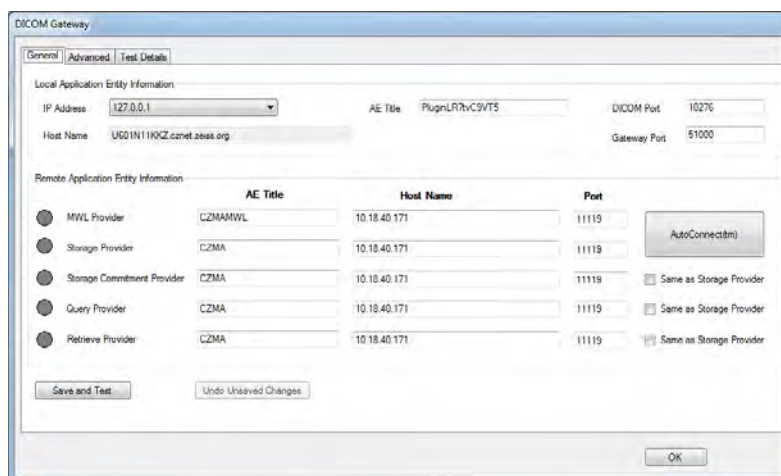 DICOM Gateway
General Advanced Test Details
Local Application Entity Information
IP Address 127.0.0.1 AE Title PluginLR7tvC9VT5 DICOM Port 10276
Host Name U601N11KKZ.cznet.zeiss.org Gateway Port 51000
Remote Application Entity Information
AE Title Host Name Port
MWL Provider CZMAMWL 10.18.40.171 11119
AutoConnect(tm)
Storage Provider CZMA 10.18.40.171 11119
Storage Commitment Provider CZMA 10.18.40.171 11119 Same as Storage Provider
Query Provider CZMA 10.18.40.171 11119 Same as Storage Provider
Retrieve Provider CZMA 10.18.40.171 11119 Same as Storage Provider
Save and Test Undo Unsaved Changes
OK